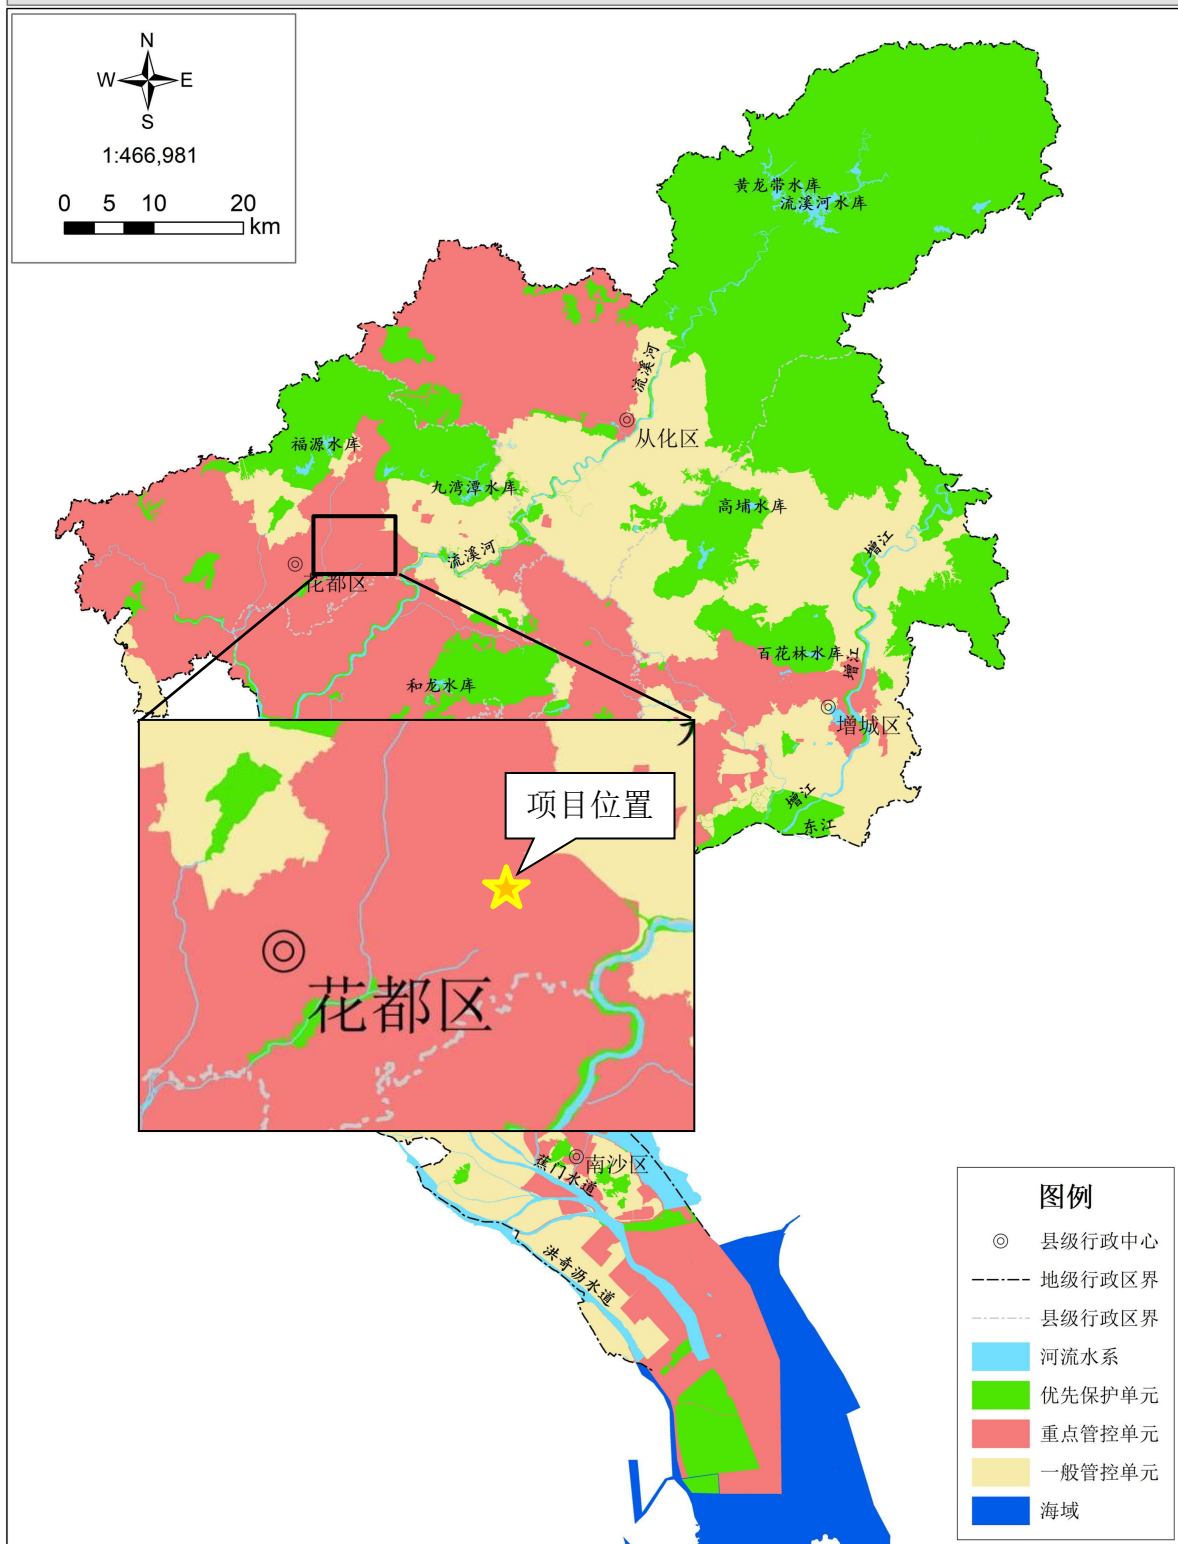 N
W E
S
1:466,981
0 5 10 20
km
黄龙带水库
流溪河水库
流溪河
从化区
福源水库
九湾潭水库
高埔水库
增江
流溪河
花都区
百花林水库
增江
和龙水库
增城区
项目位置
增江
东江
花都区
南沙区
蕉门水道
洪奇沥水道
图例
县级行政中心
地级行政区界
县级行政区界
河流水系
优先保护单元
重点管控单元
一般管控单元
海域